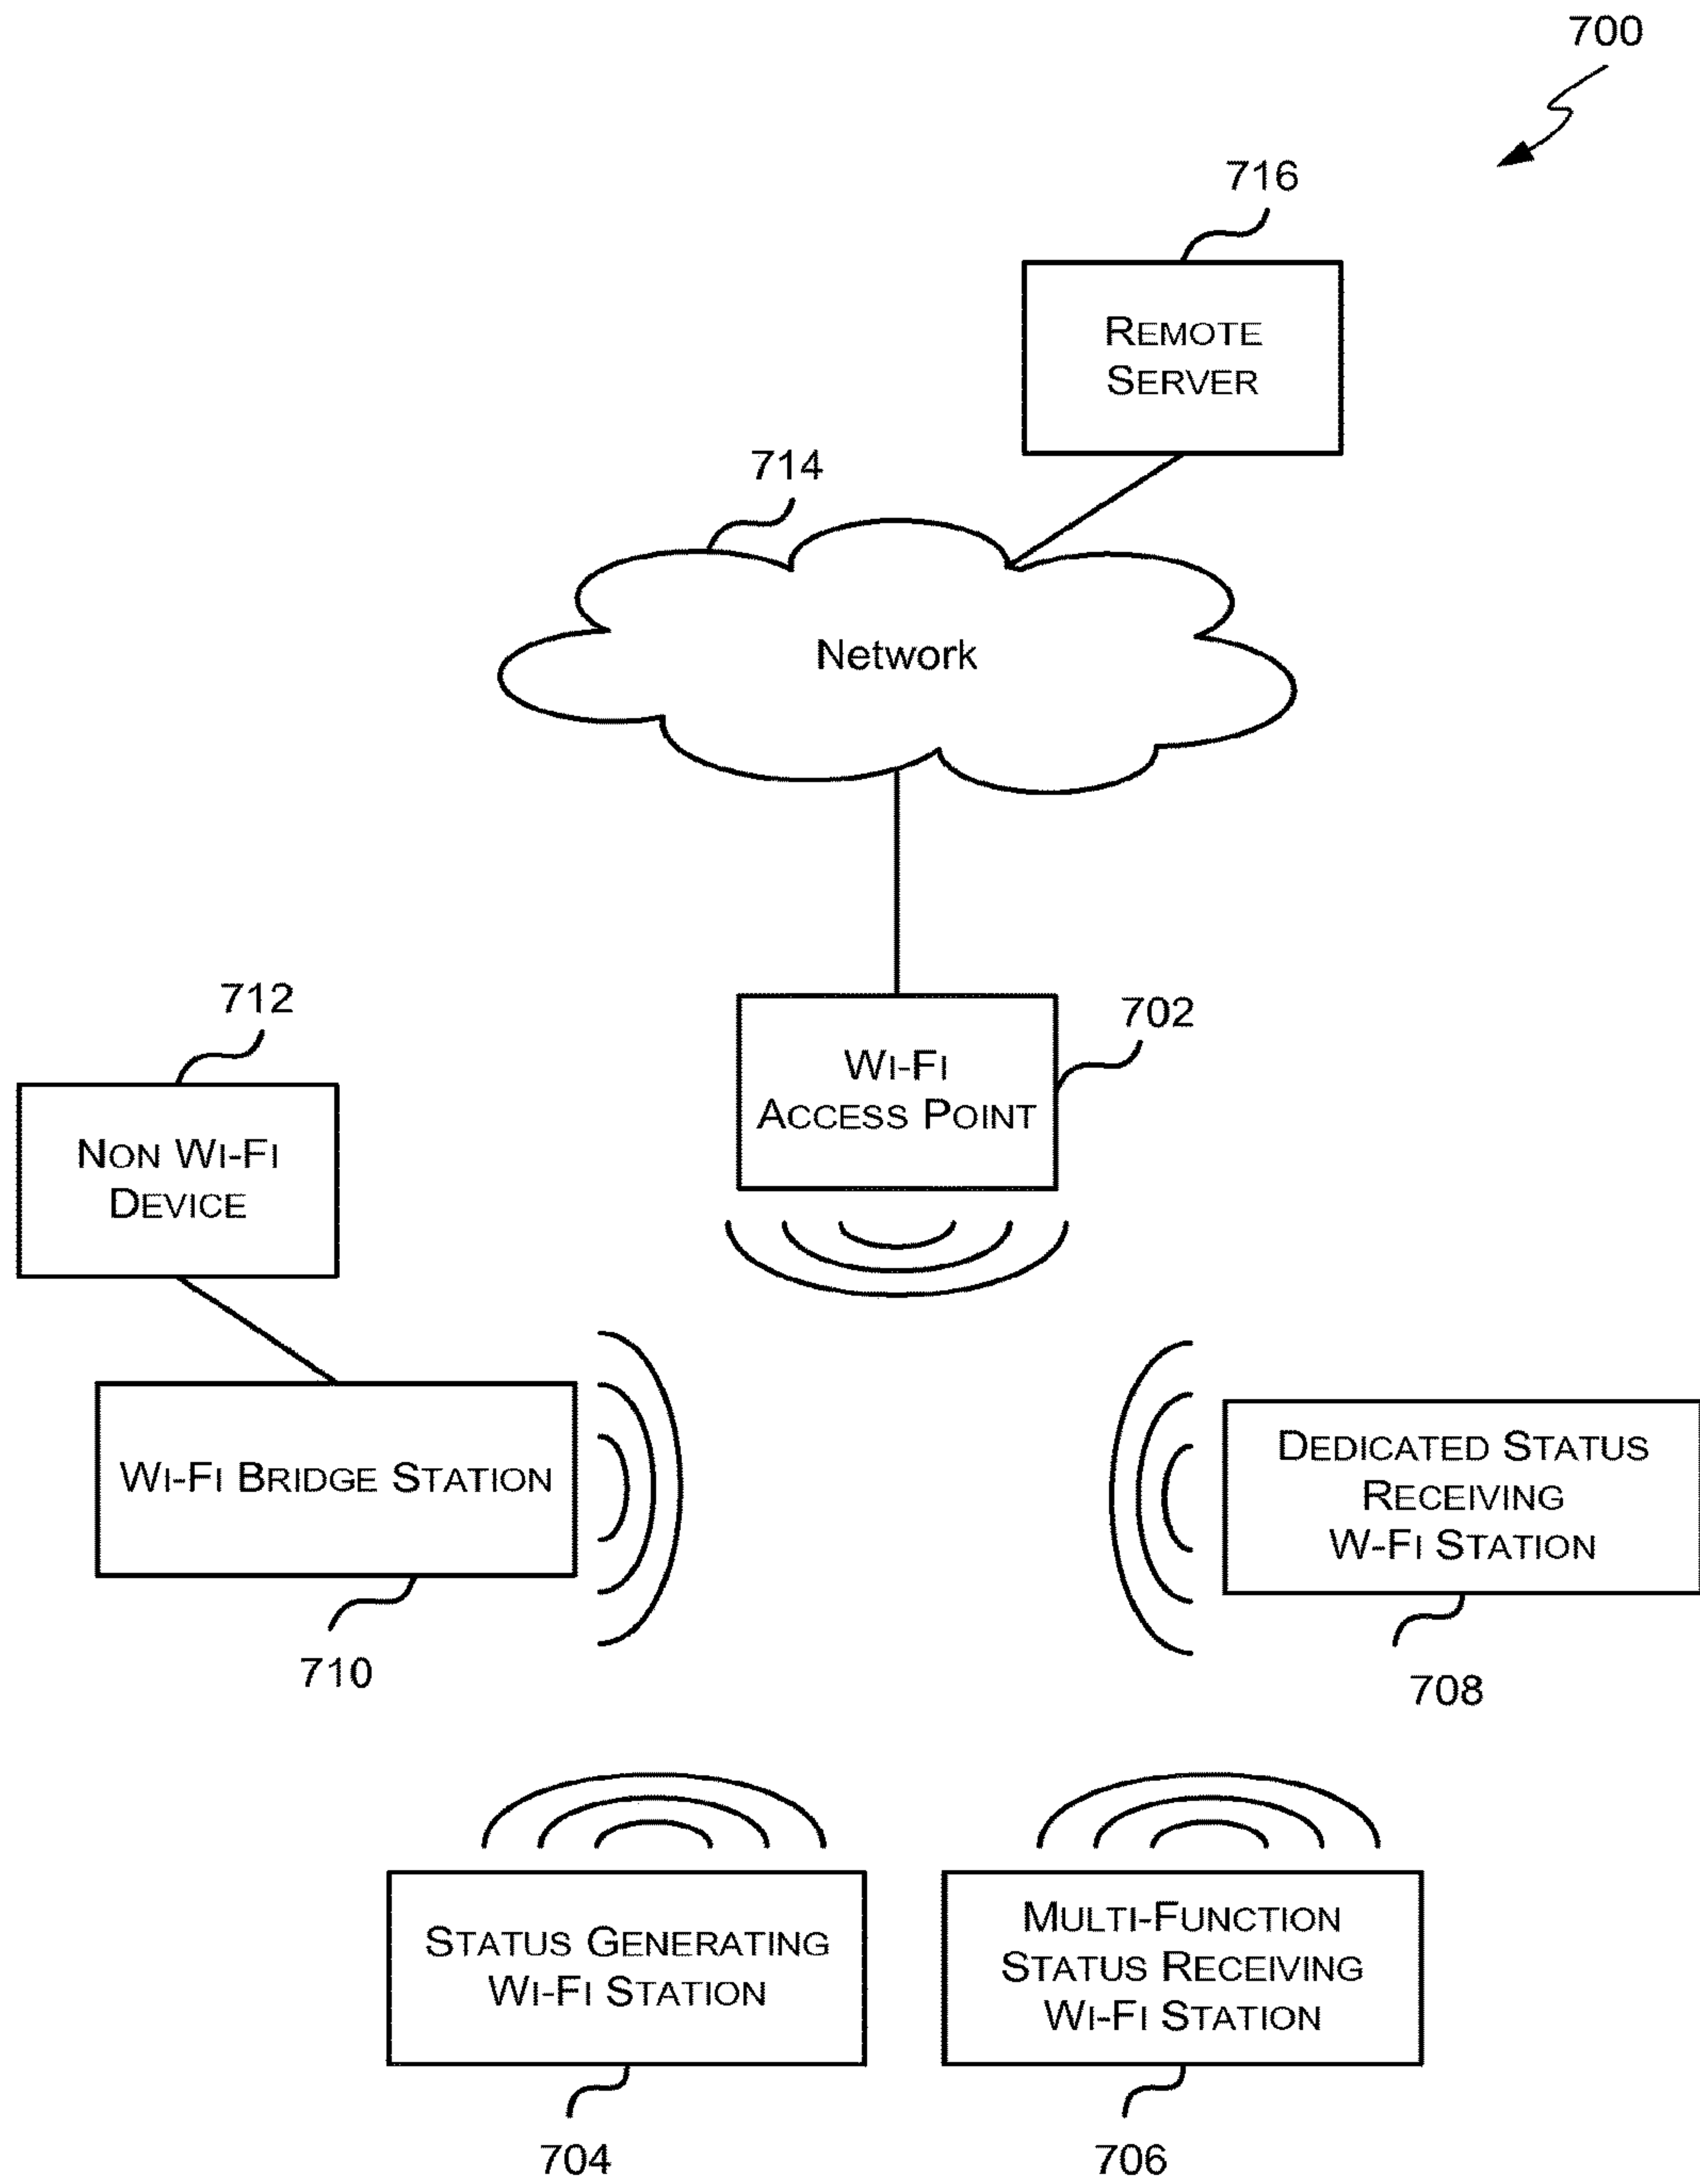 700
716
REMOTE
SERVER
714
Network
712
702
WI-FI
ACCESS POINT
NON WI-FI
DEVICE
WI-FI BRIDGE STATION
DEDICATED STATUS
RECEIVING
W-FI STATION
710
708
STATUS GENERATING
WI-FI STATION
MULTI-FUNCTION
STATUS RECEIVING
WI-FI STATION
704
706